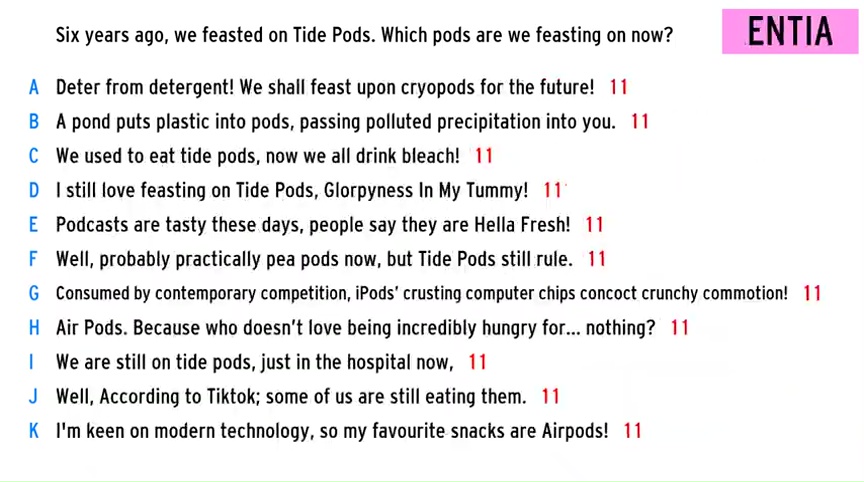 Six years ago, we feasted on Tide Pods. Which pods are we feasting on now?
ENTIA
A Deter from detergent! We shall feast upon cryopods for the future! 11
B A pond puts plastic into pods, passing polluted precipitation into you. 11
C We used to eat tide pods, now we all drink bleach! 11
D I still love feasting on Tide Pods, Glorpyness In My Tummy! 11
E Podcasts are tasty these days, people say they are Hella Fresh! 11
F Well, probably practically pea pods now, but Tide Pods still rule. 11
G Consumed by contemporary competition, iPods’ crusting computer chips concoct crunchy commotion! 11
H Air Pods. Because who doesn’t love being incredibly hungry for... nothing? 11
I We are still on tide pods, just in the hospital now, 11
J Well, According to Tiktok; some of us are still eating them. 11
K I'm keen on modern technology, so my favourite snacks are Airpods! 11